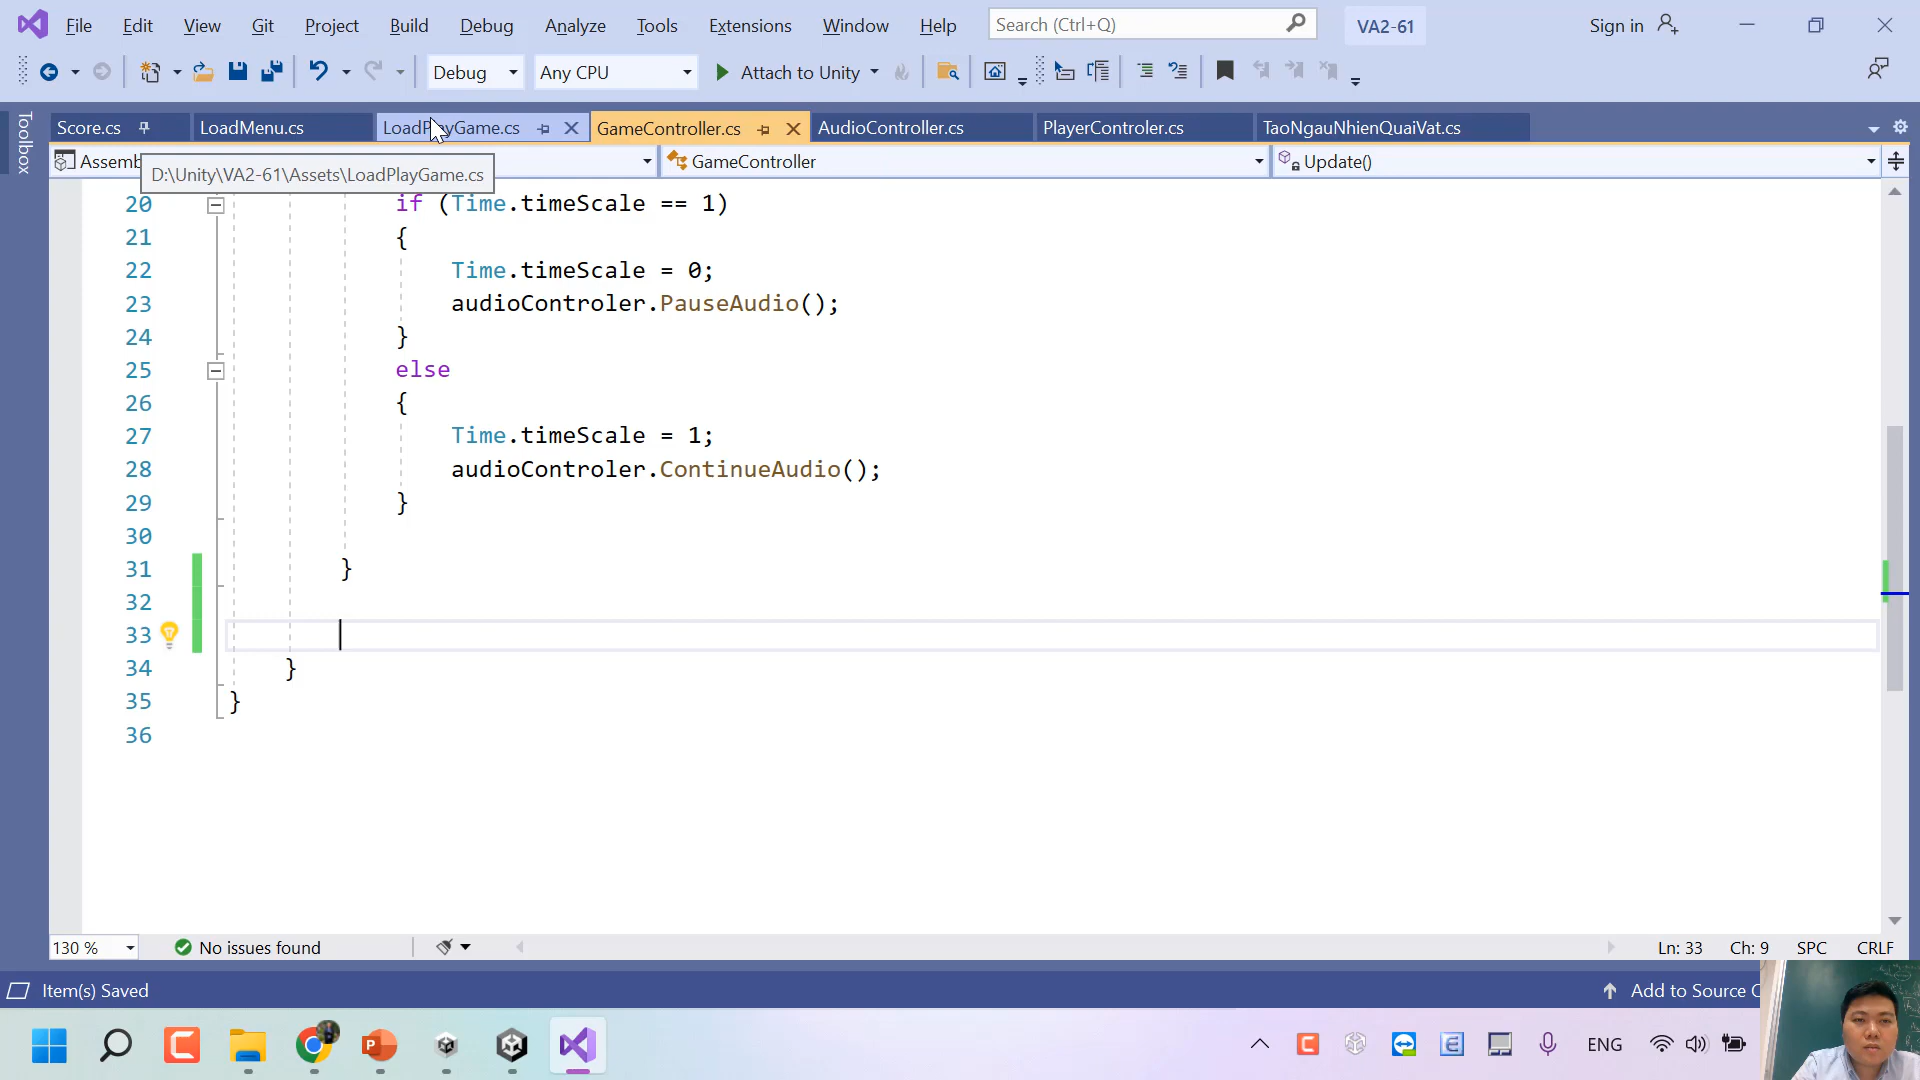 File Edit View Git Project Build Debug Analyze Tools Extensions Window Help Search (Ctrl+Q) VA2-61 Sign in
Debug Any CPU Attach to Unity
Toolbox
Score.cs LoadMenu.cs LoadPlayGame.cs GameController.cs AudioController.cs PlayerControler.cs TaoNgauNhienQuaiVat.cs
Assemb GameController Update()
D:\Unity\VA2-61\Assets\LoadPlayGame.cs
20 if (Time.timeScale == 1)
21 {
22 Time.timeScale = 0;
23 audioControler.PauseAudio();
24 }
25 else
26 {
27 Time.timeScale = 1;
28 audioControler.ContinueAudio();
29 }
30
31 }
32
33
34 }
35 }
36
130 % No issues found Ln: 33 Ch: 9 SPC CRLF
Item(s) Saved Add to Source C
ENG